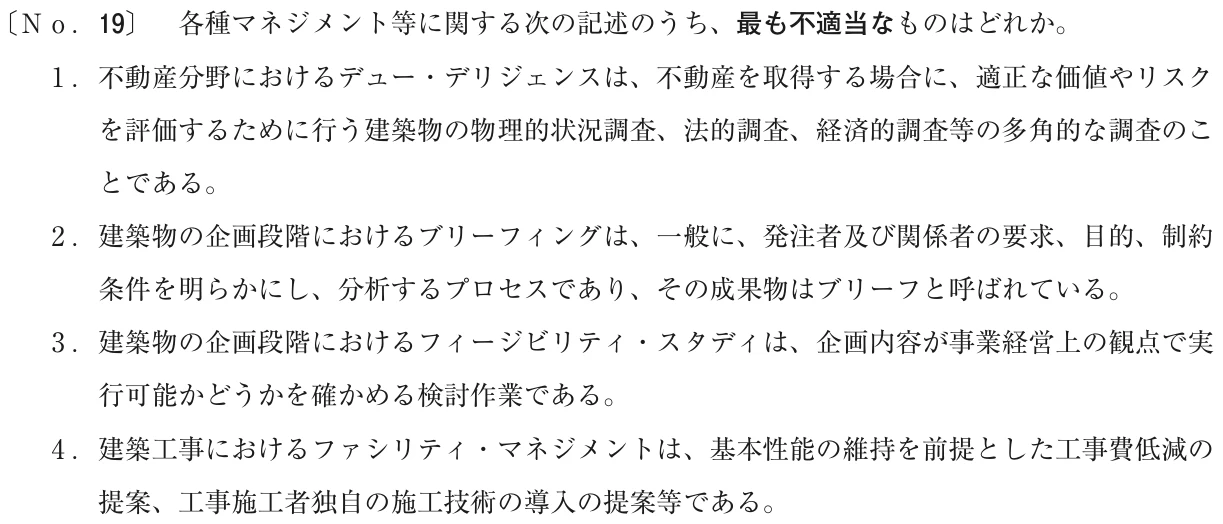 〔Ｎｏ．19〕　各種マネジメント等に関する次の記述のうち、最も不適当なものはどれか。
１．不動産分野におけるデュー・デリジェンスは、不動産を取得する場合に、適正な価値やリスク
を評価するために行う建築物の物理的状況調査、法的調査、経済的調査等の多角的な調査のこ
とである。
２．建築物の企画段階におけるブリーフィングは、一般に、発注者及び関係者の要求、目的、制約
条件を明らかにし、分析するプロセスであり、その成果物はブリーフと呼ばれている。
３．建築物の企画段階におけるフィージビリティ・スタディは、企画内容が事業経営上の観点で実
行可能かどうかを確かめる検討作業である。
４．建築工事におけるファシリティ・マネジメントは、基本性能の維持を前提とした工事費低減の
提案、工事施工者独自の施工技術の導入の提案等である。